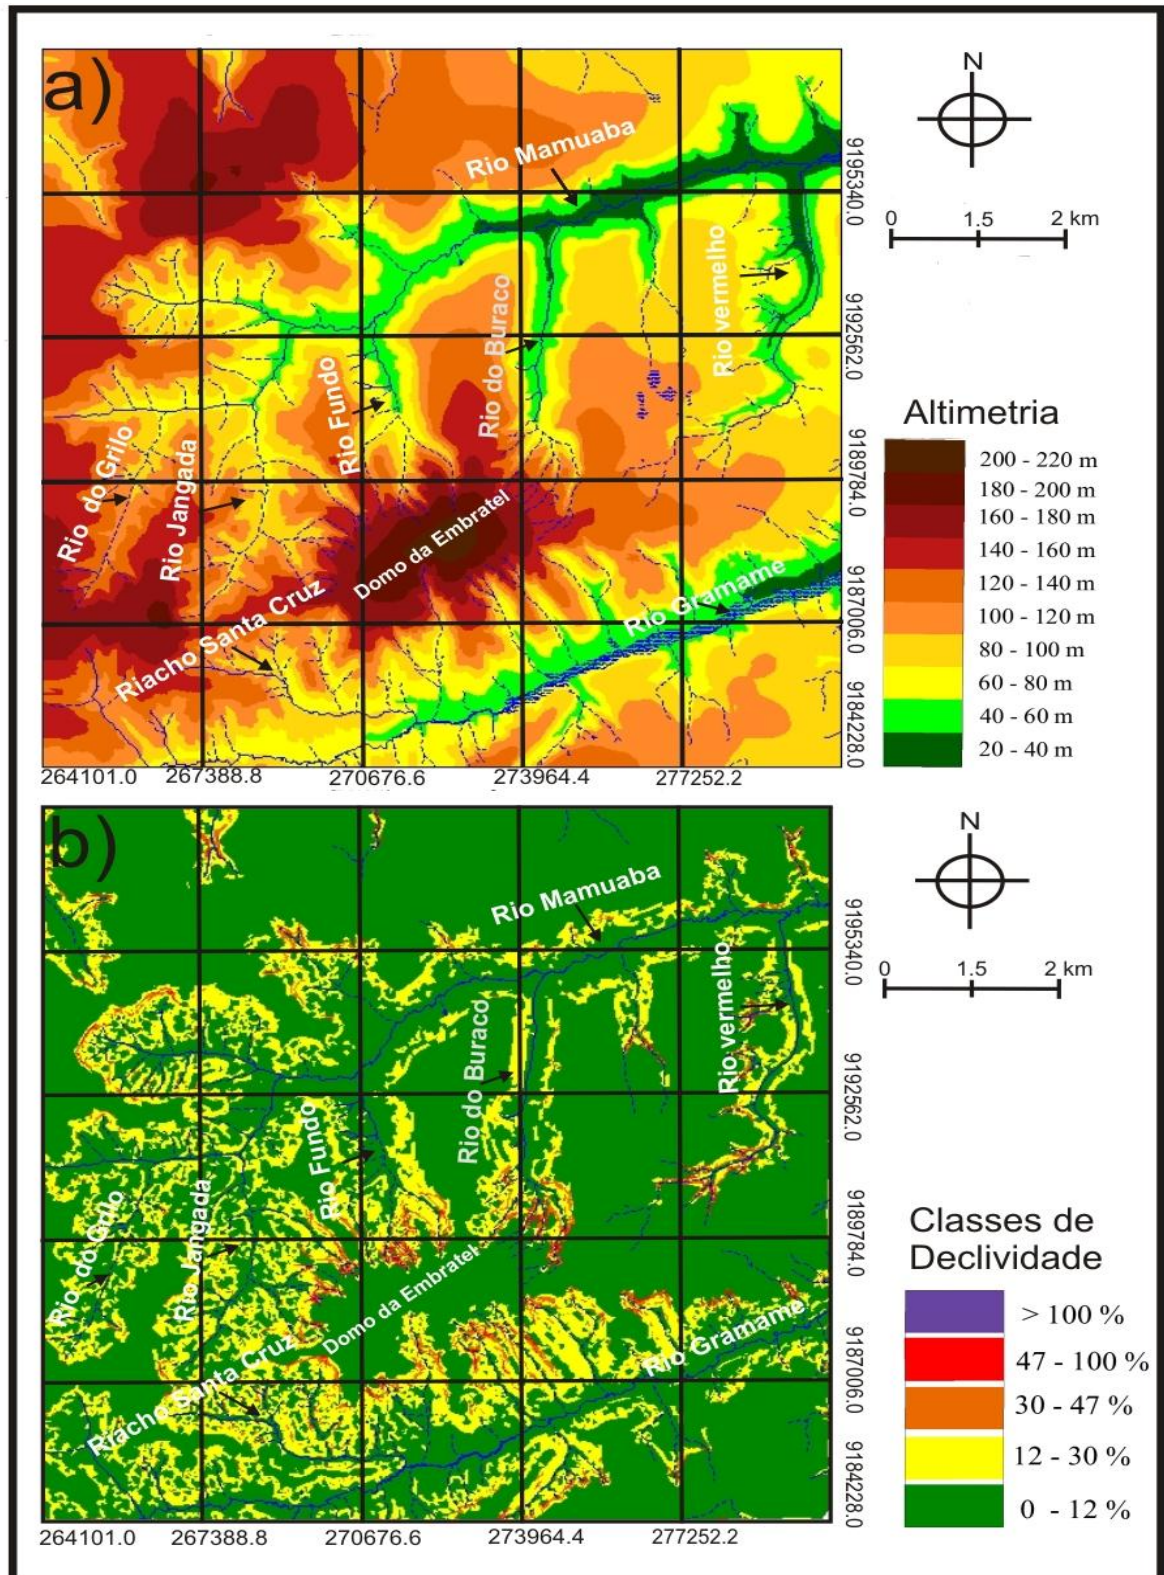 a)
N
0 1.5 2 km
Rio Mamuaba
Rio vermelho
Rio do Buraco
Rio Fundo
Rio do Grilo
Rio Jangada
Domo da Embratel
Riacho Santa Cruz
Rio Gramame
9195340.0
9192562.0
9189784.0
9187006.0
9184228.0
264101.0 267388.8 270676.6 273964.4 277252.2
Altimetria
200 - 220 m
180 - 200 m
160 - 180 m
140 - 160 m
120 - 140 m
100 - 120 m
80 - 100 m
60 - 80 m
40 - 60 m
20 - 40 m
b)
N
0 1.5 2 km
Rio Mamuaba
Rio vermelho
Rio do Buraco
Rio Fundo
Rio do Grilo
Rio Jangada
Domo da Embratel
Riacho Santa Cruz
Rio Gramame
9195340.0
9192562.0
9189784.0
9187006.0
9184228.0
264101.0 267388.8 270676.6 273964.4 277252.2
Classes de
Declividade
> 100 %
47 - 100 %
30 - 47 %
12 - 30 %
0 - 12 %